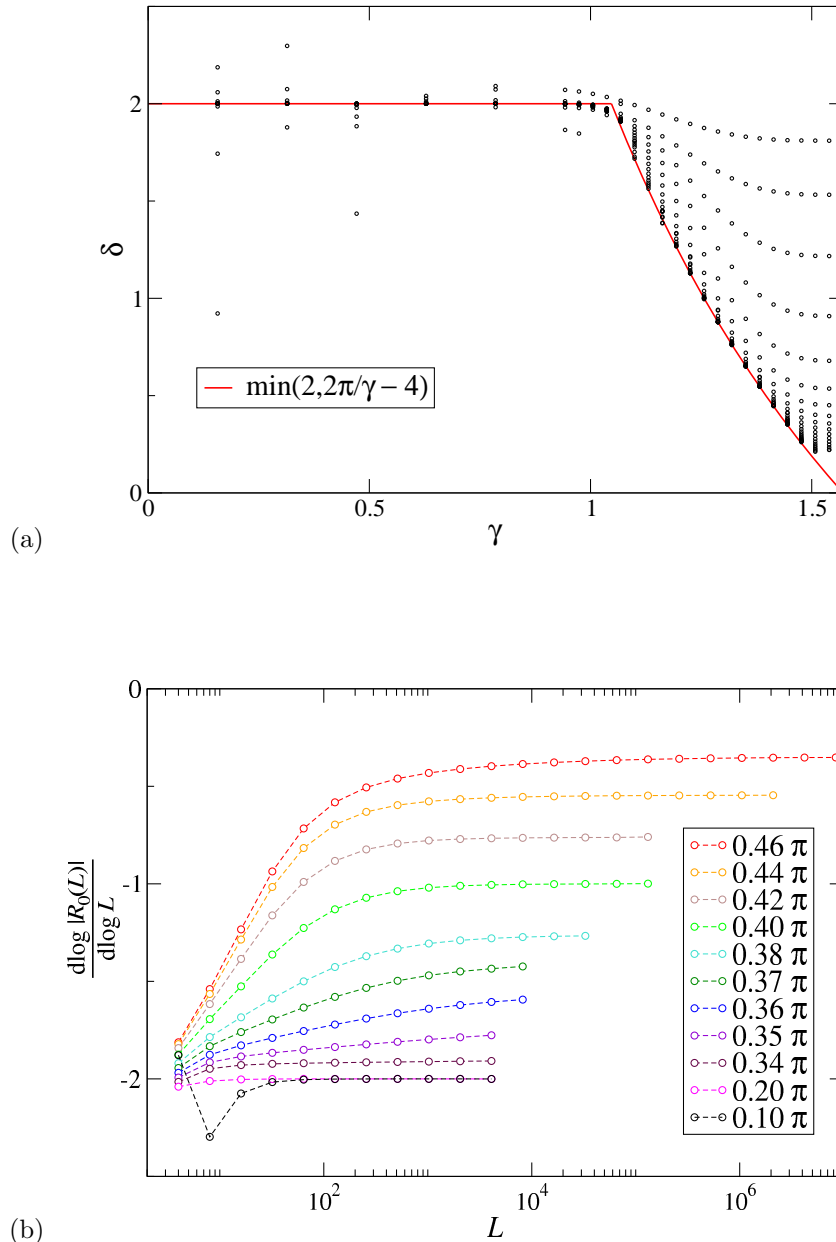 2
1
0
δ
min(2,2π/γ − 4)
0
0.5
1
1.5
γ
(a)
0
-1
-2
dlog |R₀(L)|
dlog L
0.46 π
0.44 π
0.42 π
0.40 π
0.38 π
0.37 π
0.36 π
0.35 π
0.34 π
0.20 π
0.10 π
10²
10⁴
10⁶
L
(b)